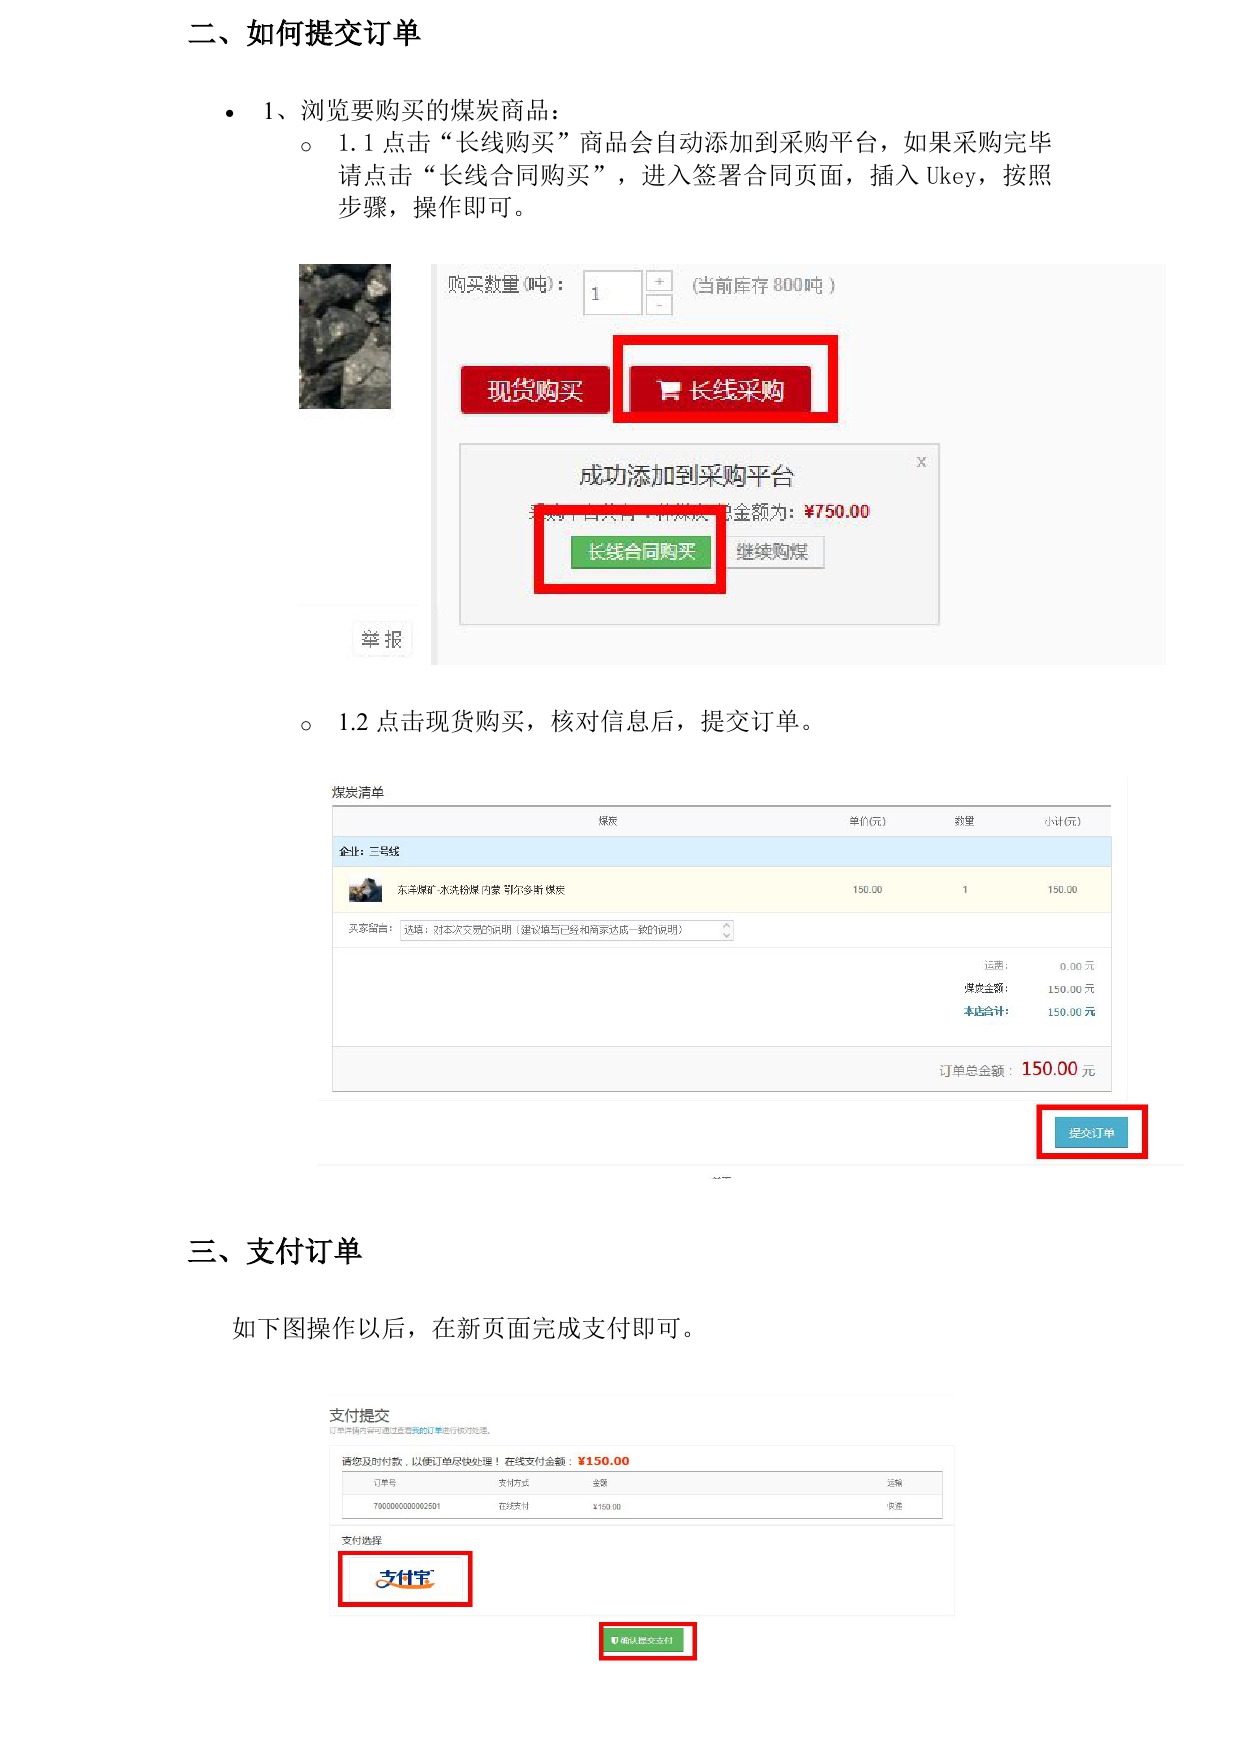 二、如何提交订单
1、浏览要购买的煤炭商品：
1.1 点击“长线购买”商品会自动添加到采购平台，如果采购完毕
请点击“长线合同购买”，进入签署合同页面，插入 Ukey，按照
步骤，操作即可。
购买数量(吨)： 1 + - (当前库存 800吨 )
现货购买 长线采购
成功添加到采购平台 x
总金额为：¥750.00
长线合同购买 继续购煤
举 报
1.2 点击现货购买，核对信息后，提交订单。
煤炭清单
煤炭 单价(元) 数量 小计(元)
企业：三号线
东洋煤矿-水洗粉煤 内蒙 鄂尔多斯 煤炭 150.00 1 150.00
买家留言： 选填：对本次交易的说明（建议填写已经和商家达成一致的说明）
运费： 0.00 元
煤炭金额： 150.00 元
本店合计： 150.00 元
订单总金额： 150.00 元
提交订单
三、支付订单
如下图操作以后，在新页面完成支付即可。
支付提交
订单详情内容可通过查看我的订单进行核对处理。
请您及时付款，以便订单尽快处理！在线支付金额：¥150.00
订单号 支付方式 金额 运输
7000000000002501 在线支付 ¥150.00 快递
支付选择
支付宝
确认提交支付